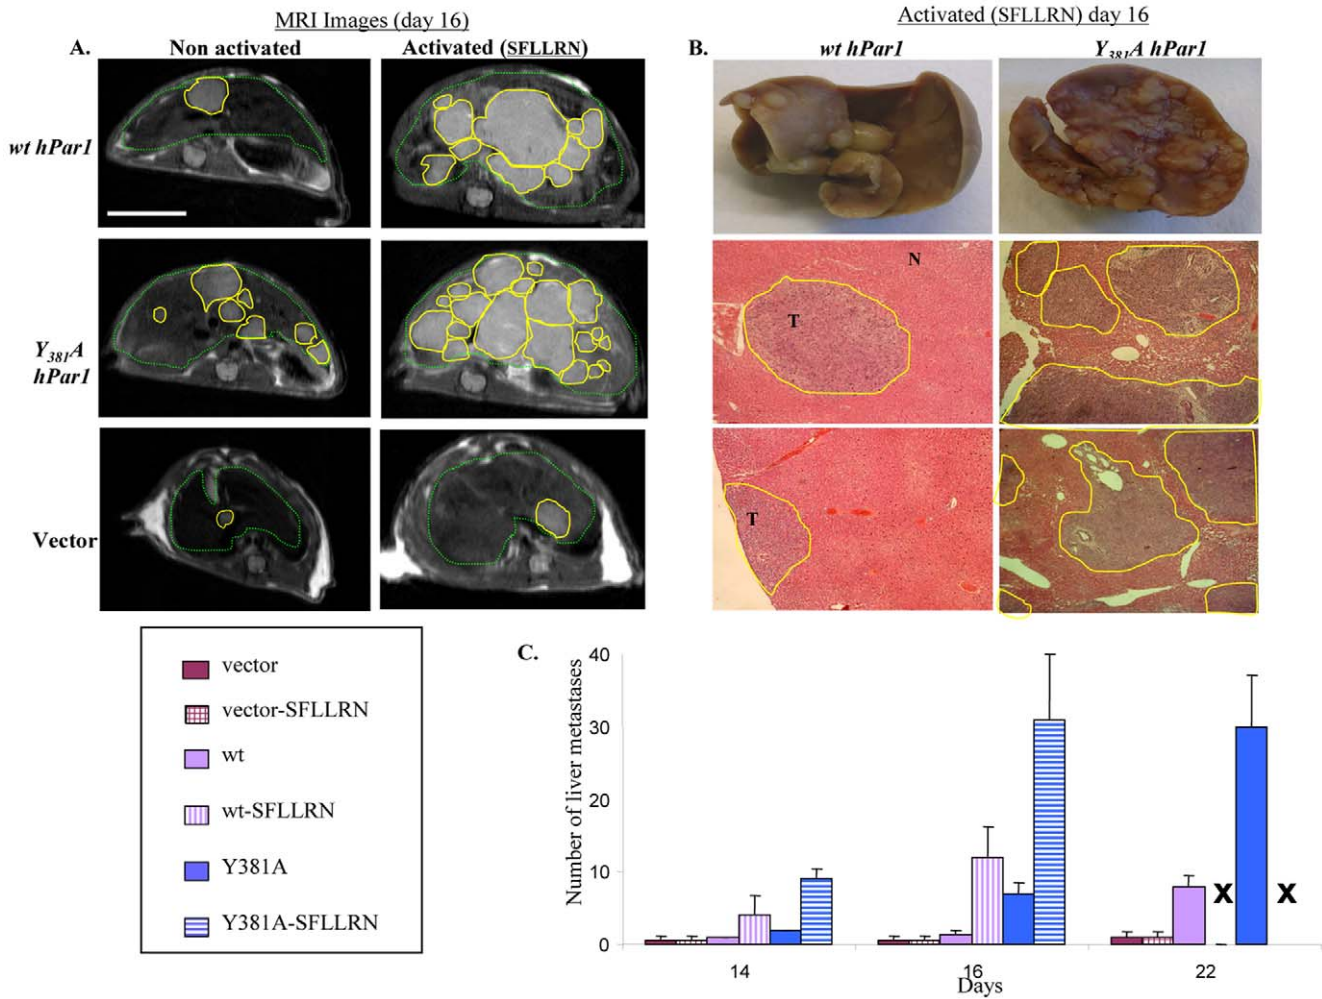 MRI Images (day 16)
A. Non activated Activated (SFLLRN)
wt hPar1
Y381A
hPar1
Vector
Activated (SFLLRN) day 16
B. wt hPar1 Y381A hPar1
N
T
T
vector
vector-SFLLRN
wt
wt-SFLLRN
Y381A
Y381A-SFLLRN
C.
Number of liver metastases
40
30
20
10
0
X X
14 16 22
Days